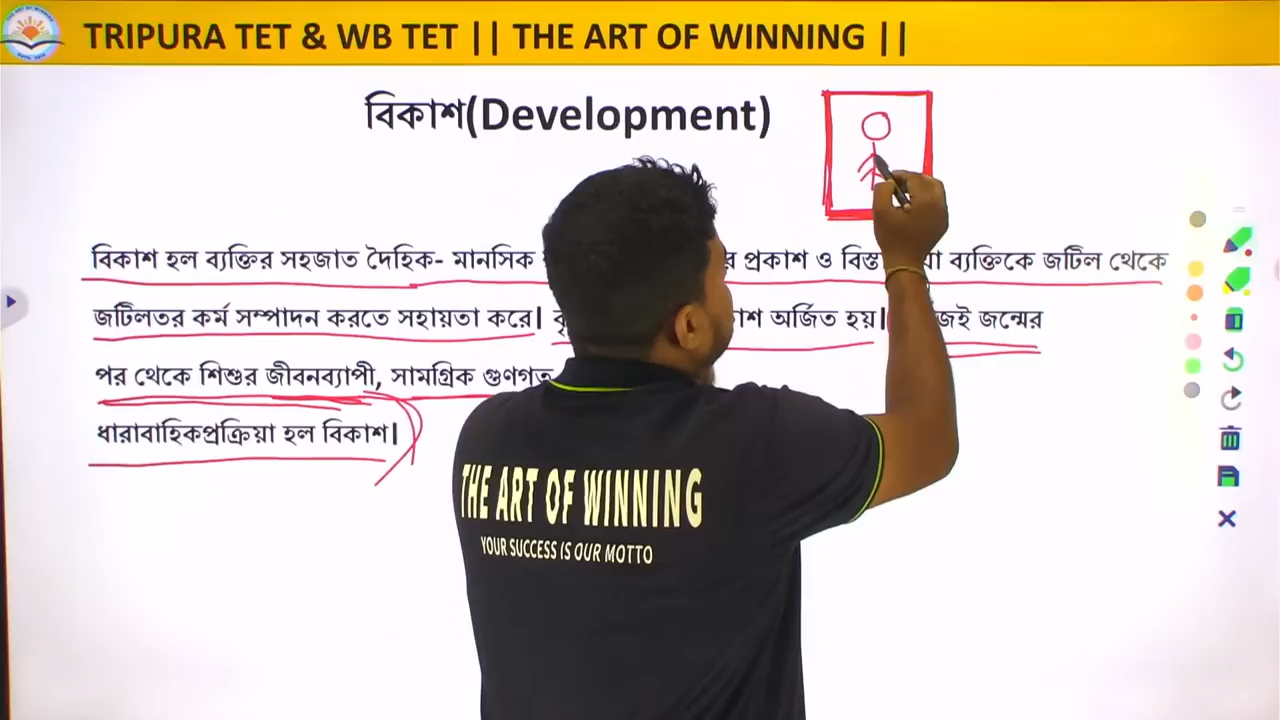 TRIPURA TET & WB TET || THE ART OF WINNING ||
বিকাশ(Development)
বিকাশ হল ব্যক্তির সহজাত দৈহিক- মানসিক প্রকাশ ও ব্যক্তিকে জটিল থেকে
জটিলতর কর্ম সম্পাদন করতে সহায়তা করে। অর্জিত হয়। জন্মের
পর থেকে শিশুর জীবনব্যাপী, সামগ্রিক গুণগত
ধারাবাহিকপ্রক্রিয়া হল বিকাশ।
THE ART OF WINNING
YOUR SUCCESS IS OUR MOTTO